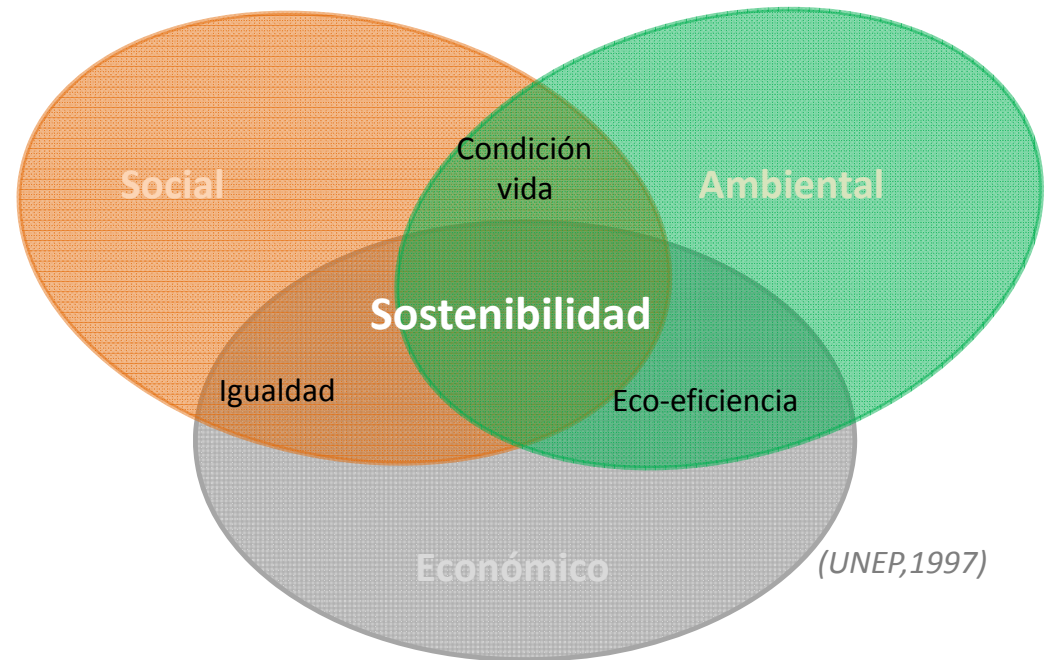 Condición
vida
Social
Ambiental
Sostenibilidad
Igualdad
Eco-eficiencia
Económico
(UNEP,1997)